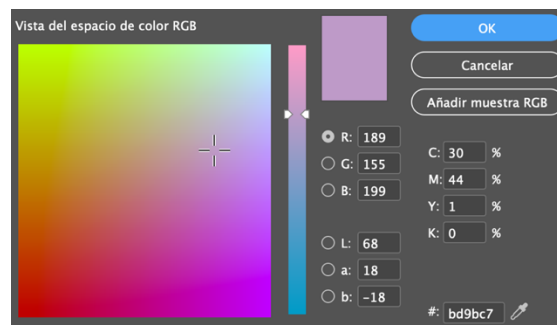 Vista del espacio de color RGB
OK
Cancelar
Añadir muestra RGB
R: 189
G: 155
B: 199
L: 68
a: 18
b: -18
C: 30 %
M: 44 %
Y: 1 %
K: 0 %
#: bd9bc7